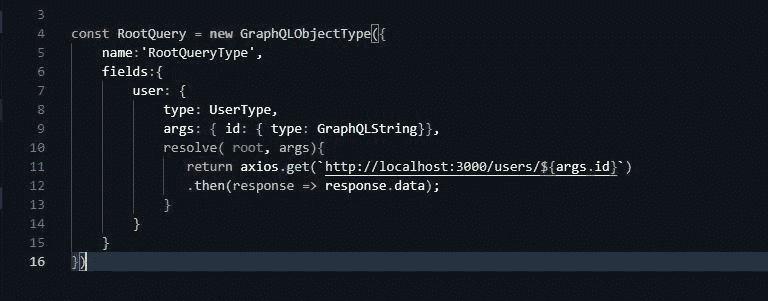 3
4 const RootQuery = new GraphQLObjectType({
5 name:'RootQueryType',
6 fields:{
7 user: {
8 type: UserType,
9 args: { id: { type: GraphQLString}},
10 resolve( root, args){
11 return axios.get(`http://localhost:3000/users/${args.id}`)
12 .then(response => response.data);
13 }
14 }
15 }
16 })